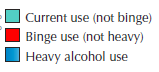 Current use (not binge)
Binge use (not heavy)
Heavy alcohol use